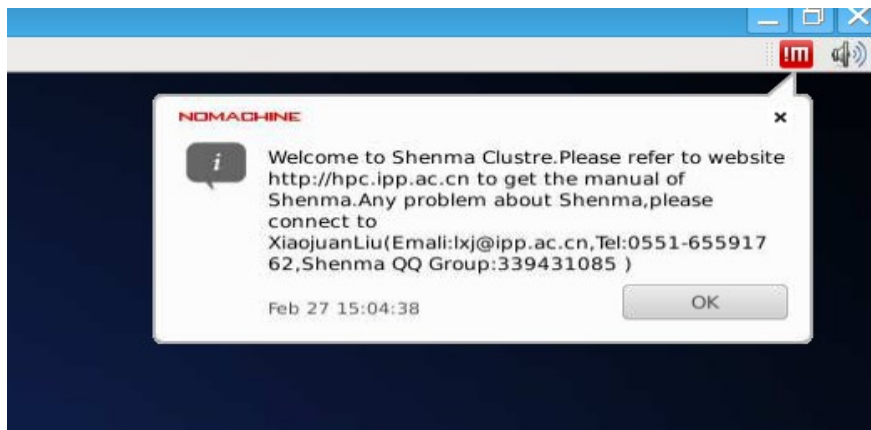 !M
NOMACHINE
Welcome to Shenma Clustre.Please refer to website
http://hpc.ipp.ac.cn to get the manual of
Shenma.Any problem about Shenma,please
connect to
XiaojuanLiu(Emali:lxj@ipp.ac.cn,Tel:0551-655917
62,Shenma QQ Group:339431085 )
Feb 27 15:04:38
OK